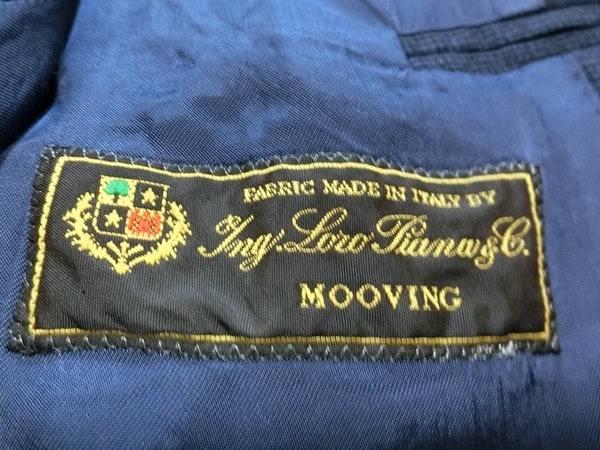 FABRIC MADE IN ITALY BY
Ing. Loro Piana & C.
MOOVING